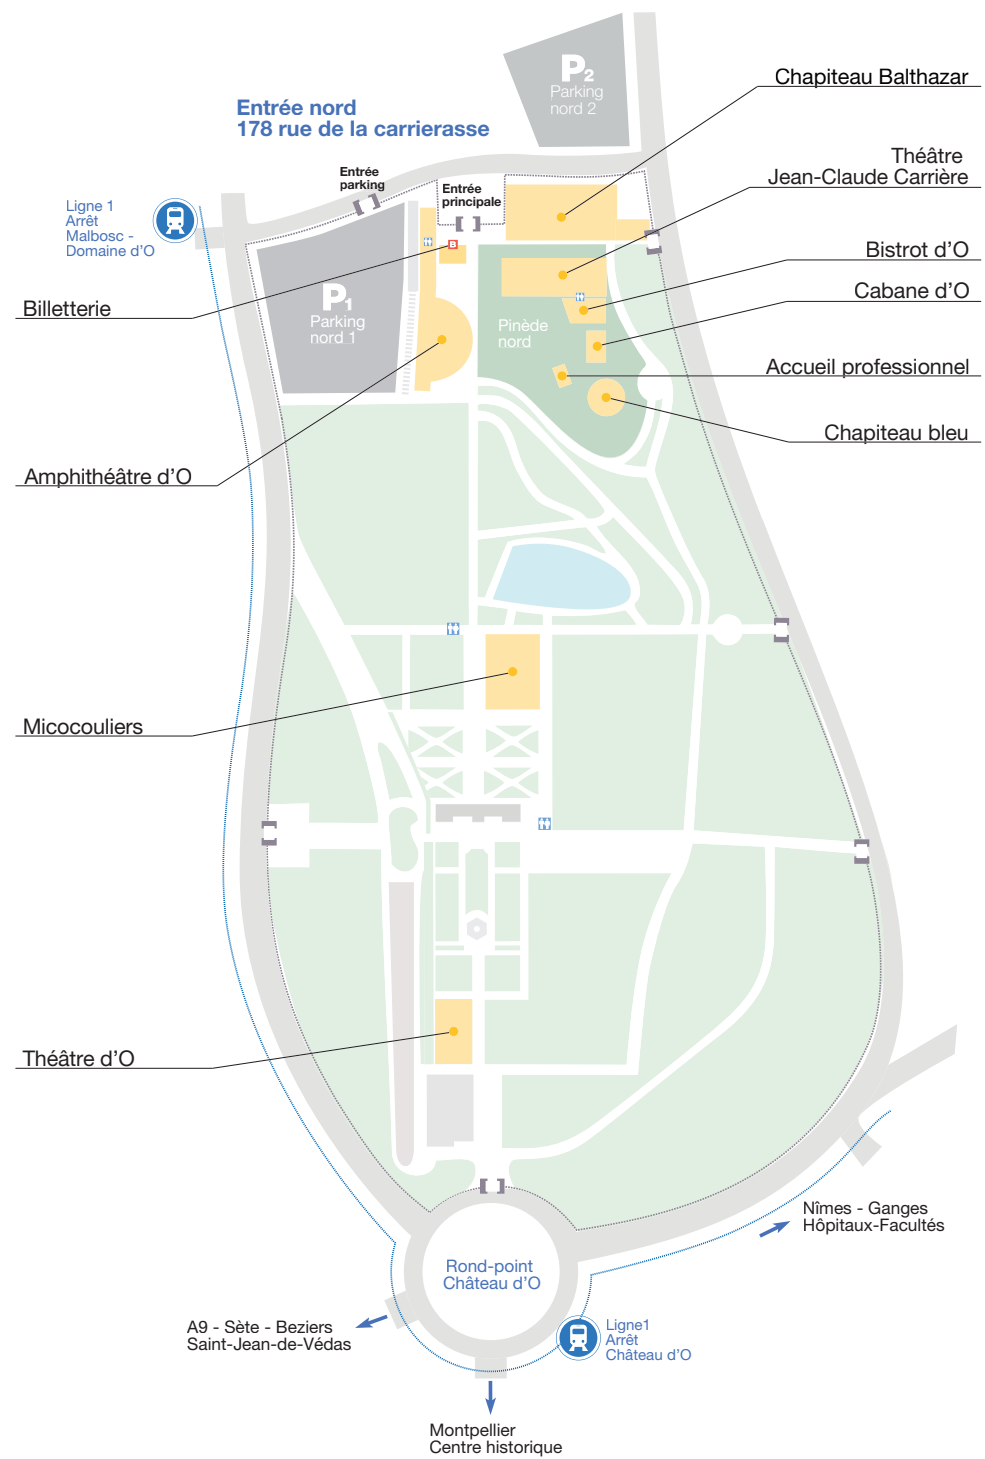 P2
Parking
nord 2
Chapiteau Balthazar
Entrée nord
178 rue de la carrierasse
Théâtre
Jean-Claude Carrière
Entrée
parking
Entrée
principale
Ligne 1
Arrêt
Malbosc -
Domaine d'O
B
Bistrot d'O
Cabane d'O
Billetterie
P1
Parking
nord 1
Pinède
nord
Accueil professionnel
Chapiteau bleu
Amphithéâtre d'O
Micocouliers
Théâtre d'O
Nîmes - Ganges
Hôpitaux-Facultés
Rond-point
Château d'O
A9 - Sète - Beziers
Saint-Jean-de-Védas
Ligne1
Arrêt
Château d'O
Montpellier
Centre historique